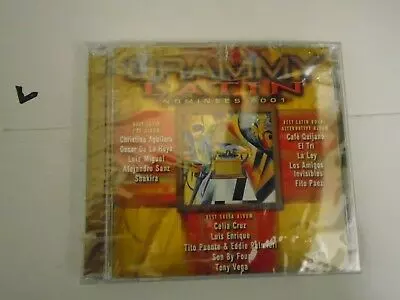 GRAMMY
LATIN
NOMINEES 2001
BEST LATIN
POP ALBUM
Christina Aguilera
Oscar De La Hoya
Luis Miguel
Alejandro Sanz
Shakira
BEST LATIN ROCK/
ALTERNATIVE ALBUM
Café Quijano
El Tri
La Ley
Los Amigos
Invisibles
Fito Paez
BEST SALSA ALBUM
Celia Cruz
Luis Enrique
Tito Puente & Eddie Palmieri
Son By Four
Tony Vega